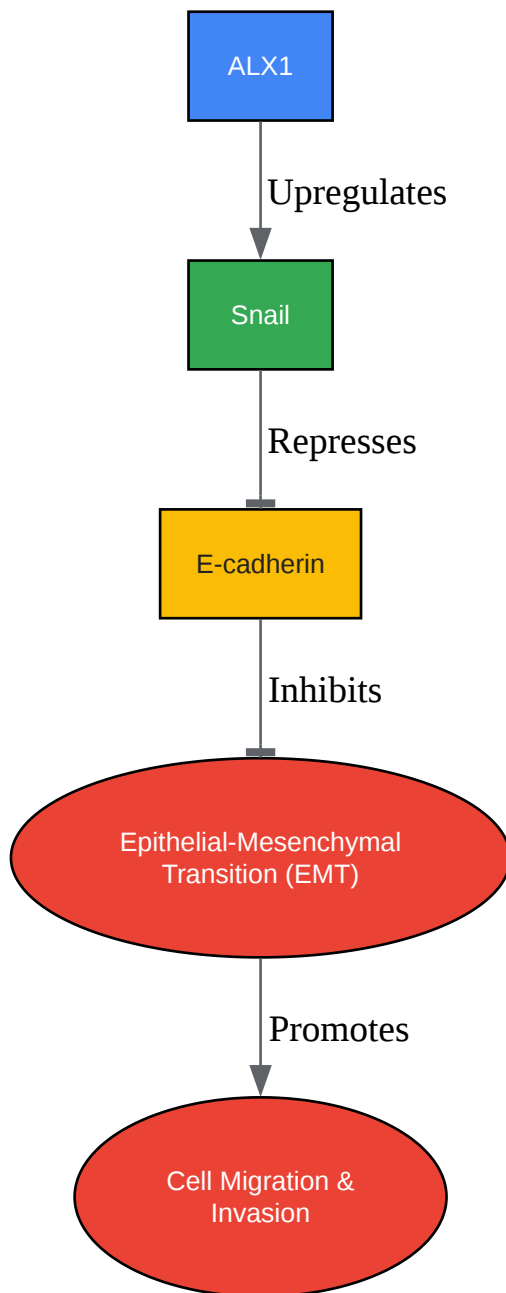 ALX1
Upregulates
Snail
Represses
E-cadherin
Inhibits
Epithelial-Mesenchymal
Transition (EMT)
Promotes
Cell Migration &
Invasion